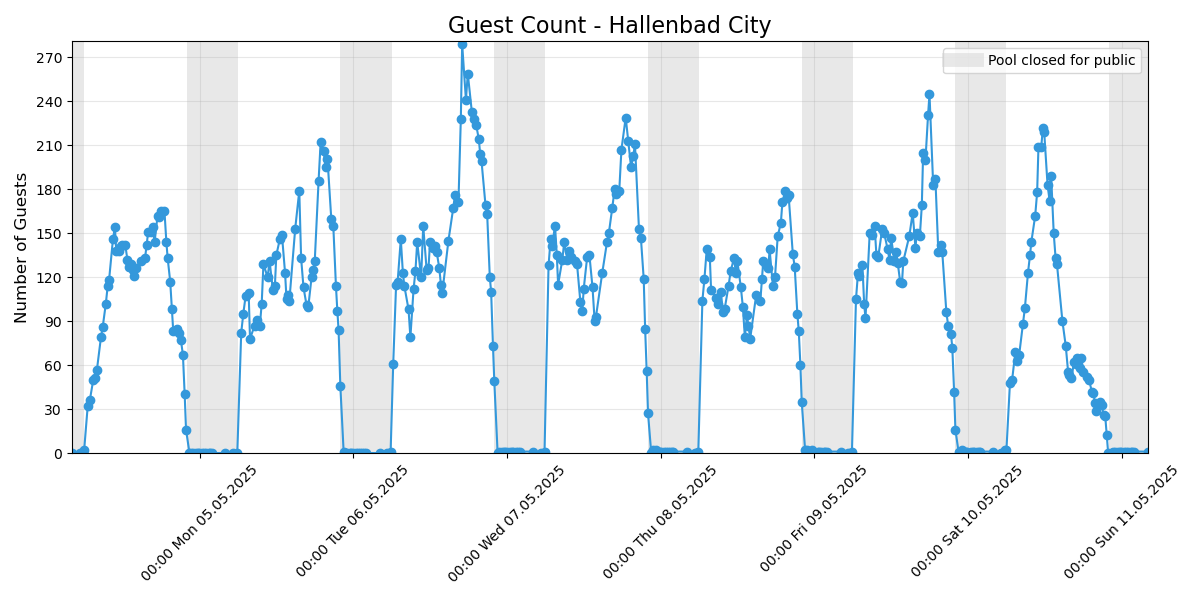 Guest Count - Hallenbad City
Pool closed for public
Number of Guests
270
240
210
180
150
120
90
60
30
0
00:00 Mon 05.05.2025
00:00 Tue 06.05.2025
00:00 Wed 07.05.2025
00:00 Thu 08.05.2025
00:00 Fri 09.05.2025
00:00 Sat 10.05.2025
00:00 Sun 11.05.2025